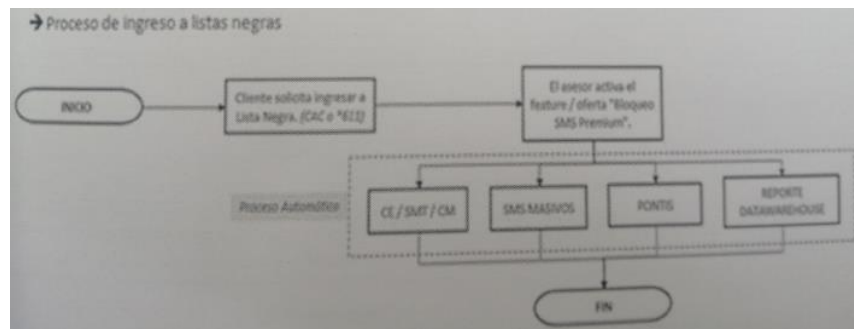 → Proceso de ingreso a listas negras
INICIO
Cliente solicita ingresar a
Lista Negra. (CAC o *611)
El asesor activa el
feature / oferta "Bloqueo
SMS Premium".
Proceso Automático
CE / SMT / CM
SMS MASIVOS
PONTIS
REPORTE
DATAWAREHOUSE
FIN